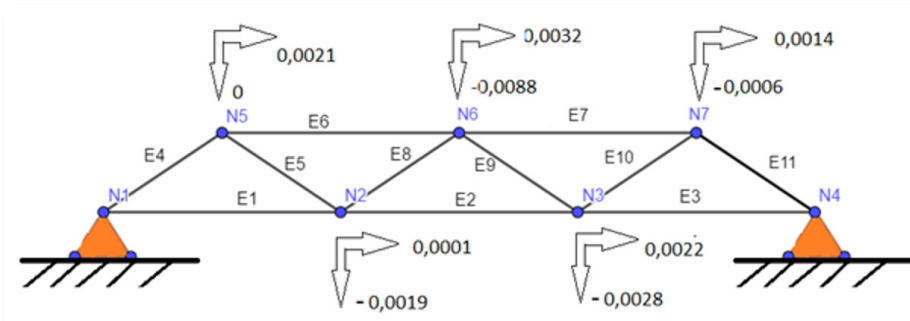 0,0021
0
0,0032
-0,0088
0,0014
-0,0006
N5
E6
N6
E7
N7
E4
E5
E8
E9
E10
E11
N1
E1
N2
E2
N3
E3
N4
0,0001
-0,0019
0,0022
-0,0028